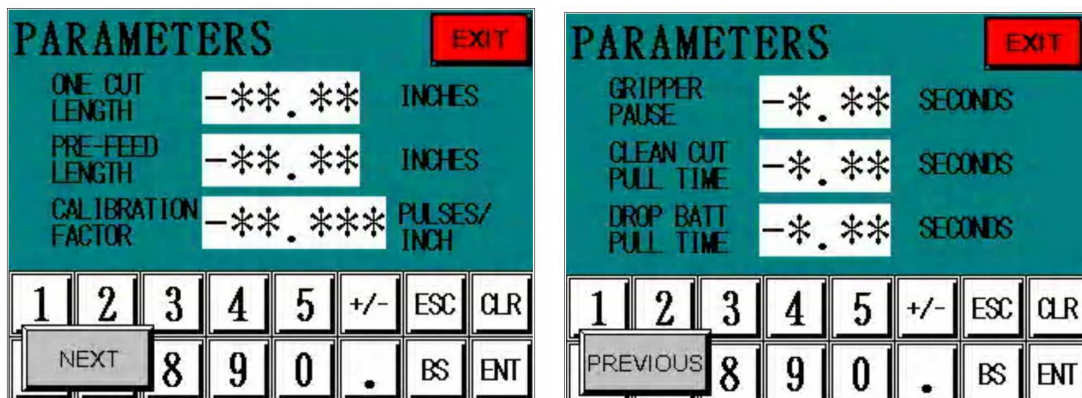 PARAMETERS
EXIT
ONE CUT
LENGTH
-**.**
INCHES
PRE-FEED
LENGTH
-**.**
INCHES
CALIBRATION
FACTOR
-**.***
PULSES/
INCH
1 2 3 4 5 +/- ESC CLR
NEXT 8 9 0 . BS ENT
PARAMETERS
EXIT
GRIPPER
PAUSE
-*.**
SECONDS
CLEAN CUT
PULL TIME
-*.**
SECONDS
DROP BATT
PULL TIME
-*.**
SECONDS
1 2 3 4 5 +/- ESC CLR
PREVIOUS 8 9 0 . BS ENT